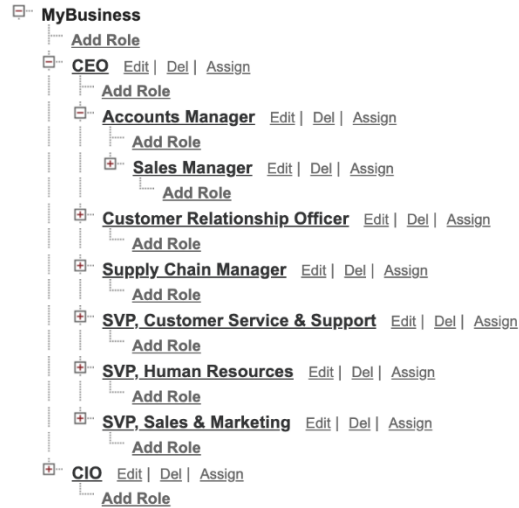 MyBusiness
Add Role
CEO Edit | Del | Assign
Add Role
Accounts Manager Edit | Del | Assign
Add Role
Sales Manager Edit | Del | Assign
Add Role
Customer Relationship Officer Edit | Del | Assign
Add Role
Supply Chain Manager Edit | Del | Assign
Add Role
SVP, Customer Service & Support Edit | Del | Assign
Add Role
SVP, Human Resources Edit | Del | Assign
Add Role
SVP, Sales & Marketing Edit | Del | Assign
Add Role
CIO Edit | Del | Assign
Add Role